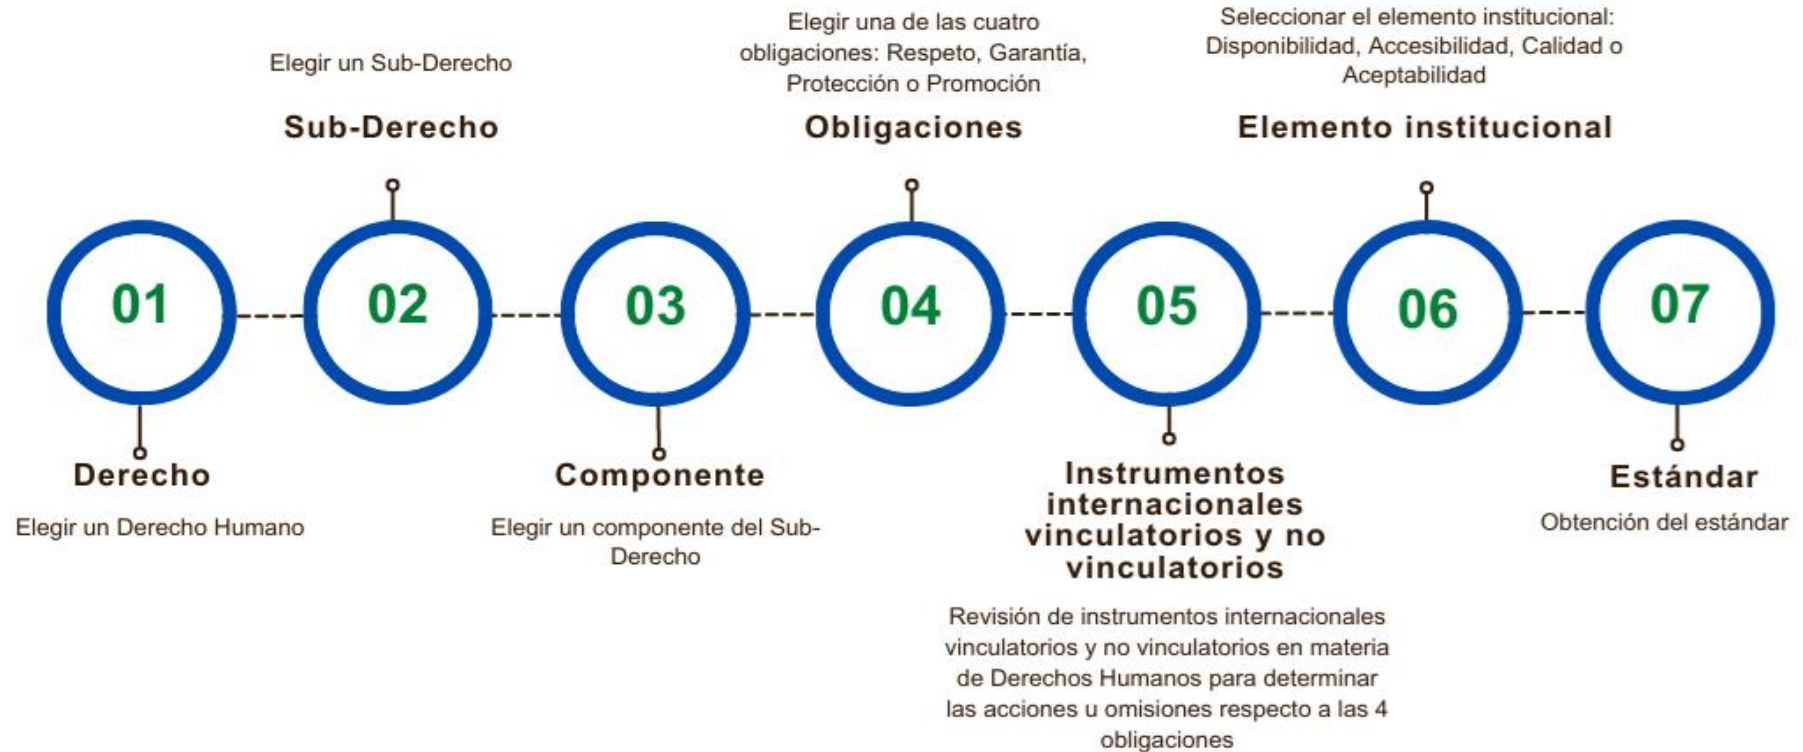 Elegir un Sub-Derecho
Sub-Derecho
Elegir una de las cuatro
obligaciones: Respeto, Garantía,
Protección o Promoción
Obligaciones
Seleccionar el elemento institucional:
Disponibilidad, Accesibilidad, Calidad o
Aceptabilidad
Elemento institucional
01
02
03
04
05
06
07
Derecho
Elegir un Derecho Humano
Componente
Elegir un componente del Sub-
Derecho
Instrumentos
internacionales
vinculatorios y no
vinculatorios
Revisión de instrumentos internacionales
vinculatorios y no vinculatorios en materia
de Derechos Humanos para determinar
las acciones u omisiones respecto a las 4
obligaciones
Estándar
Obtención del estándar